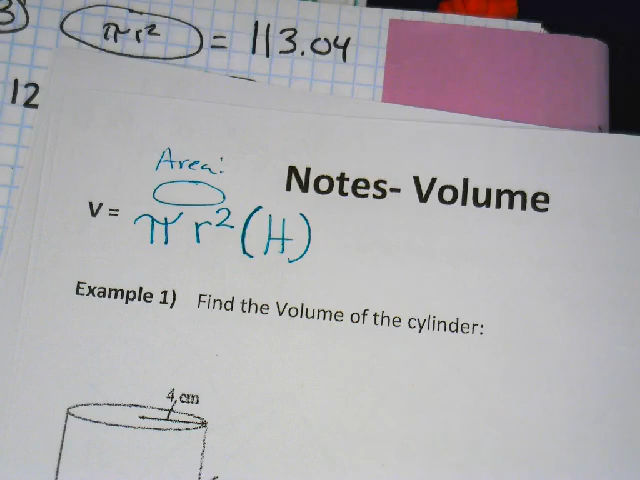 3)
πr² = 113.04
12
Notes- Volume
Area:
V = πr²(H)
Example 1) Find the Volume of the cylinder:
4 cm